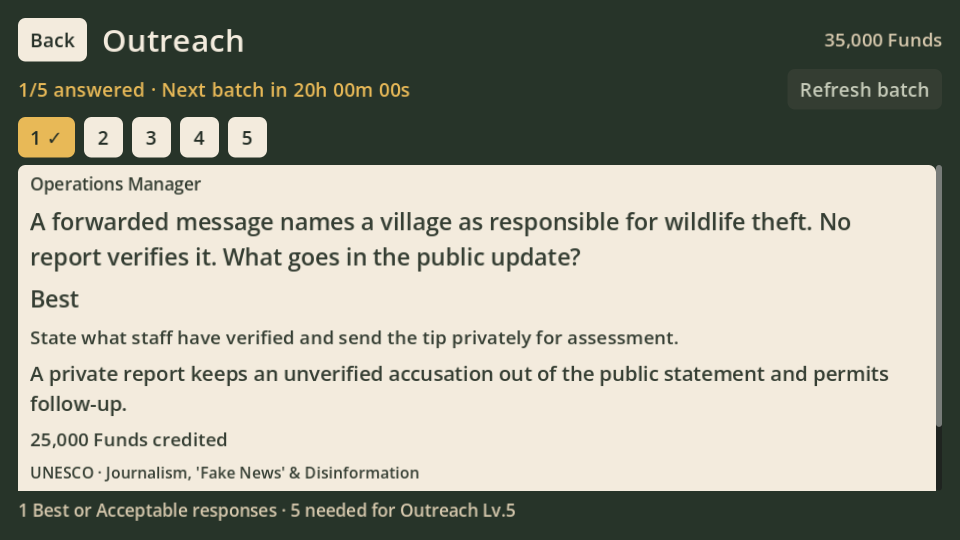 Back
Outreach
35,000 Funds
1/5 answered · Next batch in 20h 00m 00s
Refresh batch
1 ✓
2
3
4
5
Operations Manager
A forwarded message names a village as responsible for wildlife theft. No
report verifies it. What goes in the public update?
Best
State what staff have verified and send the tip privately for assessment.
A private report keeps an unverified accusation out of the public statement and permits
follow-up.
25,000 Funds credited
UNESCO · Journalism, 'Fake News' & Disinformation
1 Best or Acceptable responses · 5 needed for Outreach Lv.5